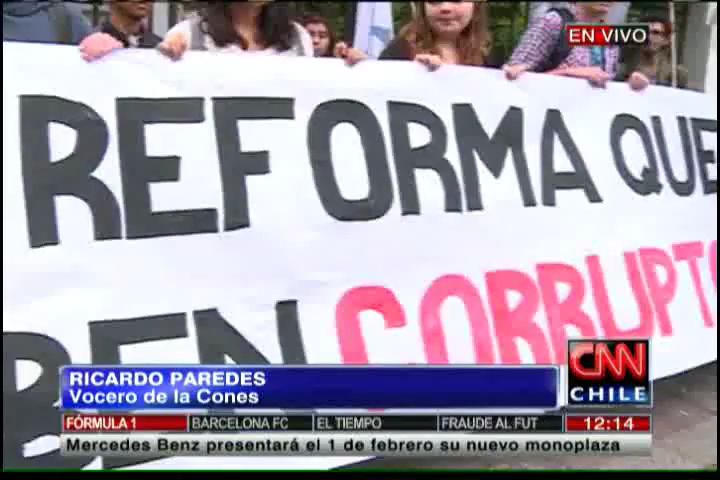 EN VIVO
REFORMA QUE
BEN CORRUPTO
RICARDO PAREDES
Vocero de la Cones
CNN
CHILE
FÓRMULA 1
BARCELONA FC
EL TIEMPO
FRAUDE AL FUT
12:14
Mercedes Benz presentará el 1 de febrero su nuevo monoplaza